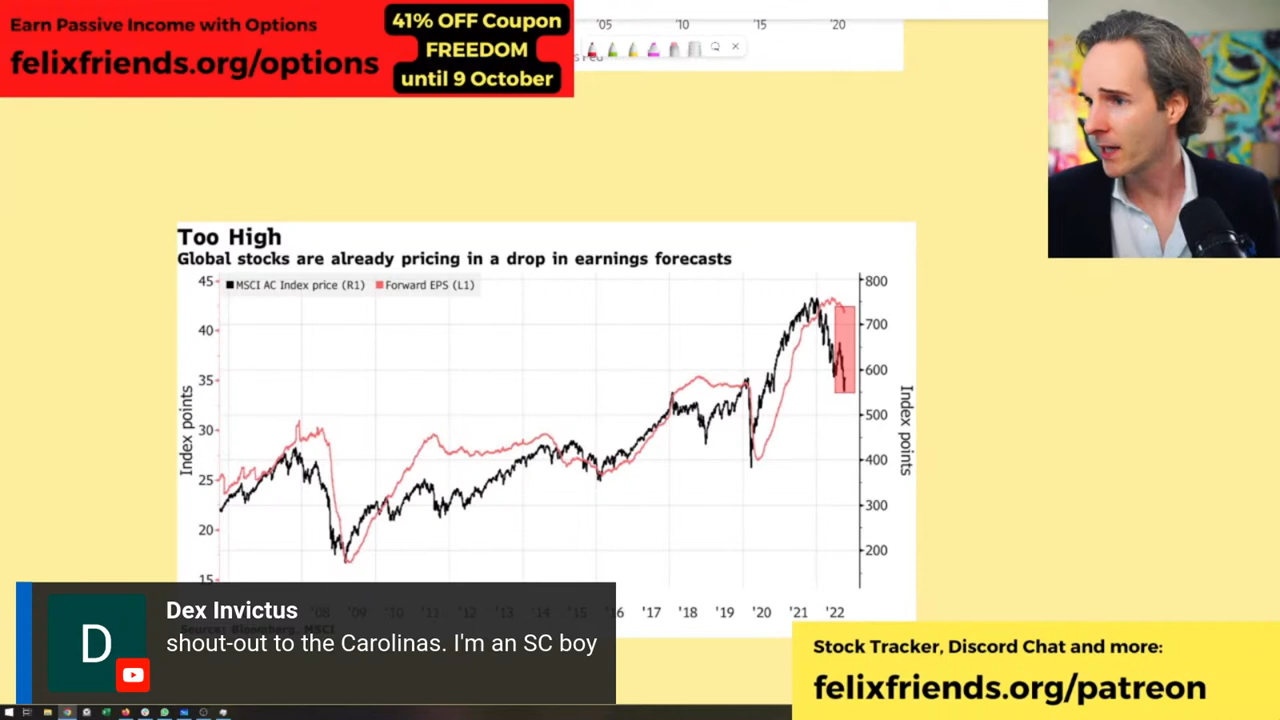 Earn Passive Income with Options
felixfriends.org/options
41% OFF Coupon
FREEDOM
until 9 October
'05 '10 '15 '20
Too High
Global stocks are already pricing in a drop in earnings forecasts
MSCI AC Index price (R1) Forward EPS (L1)
45 800
40 700
35 600
30 500
25 400
20 300
15 200
Index points
Index points
'08 '09 '10 '11 '12 '13 '14 '15 '16 '17 '18 '19 '20 '21 '22
Source: Bloomberg, MSCI
D
Dex Invictus
shout-out to the Carolinas. I'm an SC boy
Stock Tracker, Discord Chat and more:
felixfriends.org/patreon